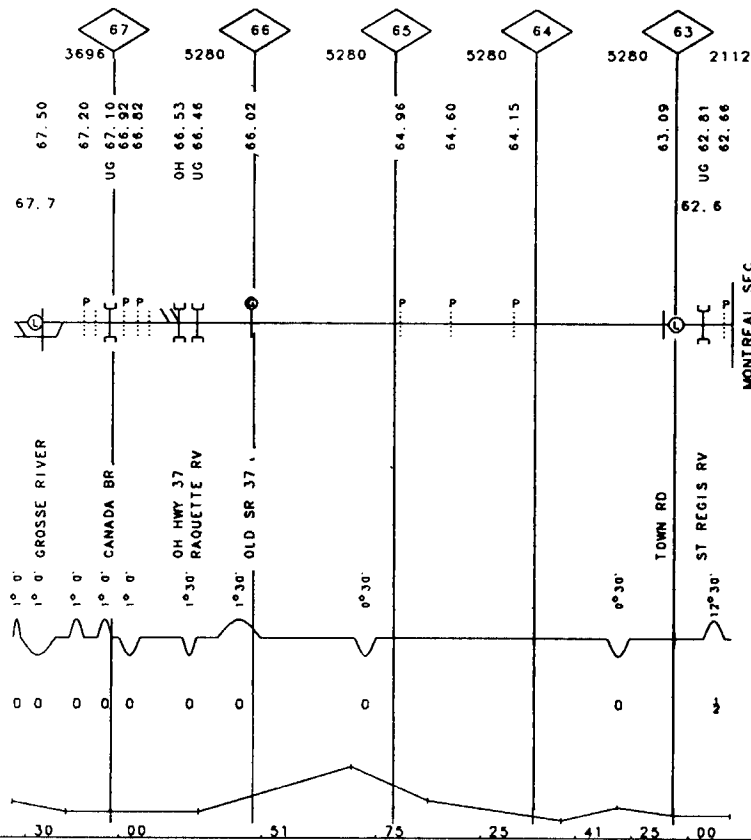 67 66 65 64 63
3696 5280 5280 5280 5280 2112
67.50
67.20
UG 67.10
66.92
66.82
OH 66.53
UG 66.46
66.02
64.96
64.60
64.15
63.09
UG 62.81
62.66
67.7 62.6
P P P P P P P
L G L
MONTREAL SEC
GROSSE RIVER
CANADA BR
OH HWY 37
RAQUETTE RV
OLD SR 37
TOWN RD
ST REGIS RV
1° 0' 1° 0' 1° 0' 1° 0' 1° 0' 1°30' 1°30' 0°30' 0°30' 12°30'
0 0 0 0 0 0 0 0 0 ½
.30 .00 .51 .75 .25 .41 .25 .00